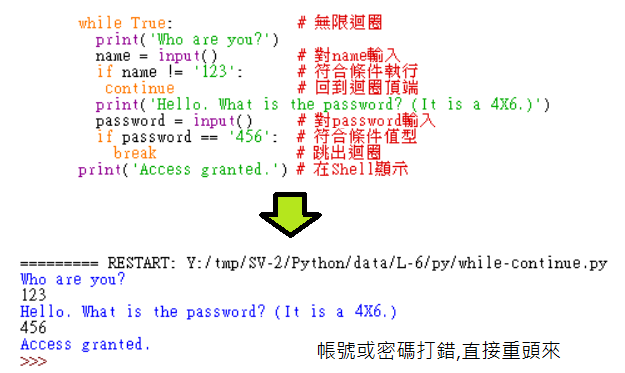 while True: # 無限迴圈
print('Who are you?')
name = input() # 對name輸入
if name != '123': # 符合條件執行
continue # 回到迴圈頂端
print('Hello. What is the password? (It is a 4X6.)')
password = input() # 對password輸入
if password == '456': # 符合條件值型
break # 跳出迴圈
print('Access granted.') # 在Shell顯示
========= RESTART: Y:/tmp/SV-2/Python/data/L-6/py/while-continue.py
Who are you?
123
Hello. What is the password? (It is a 4X6.)
456
Access granted.
>>>
帳號或密碼打錯,直接重頭來